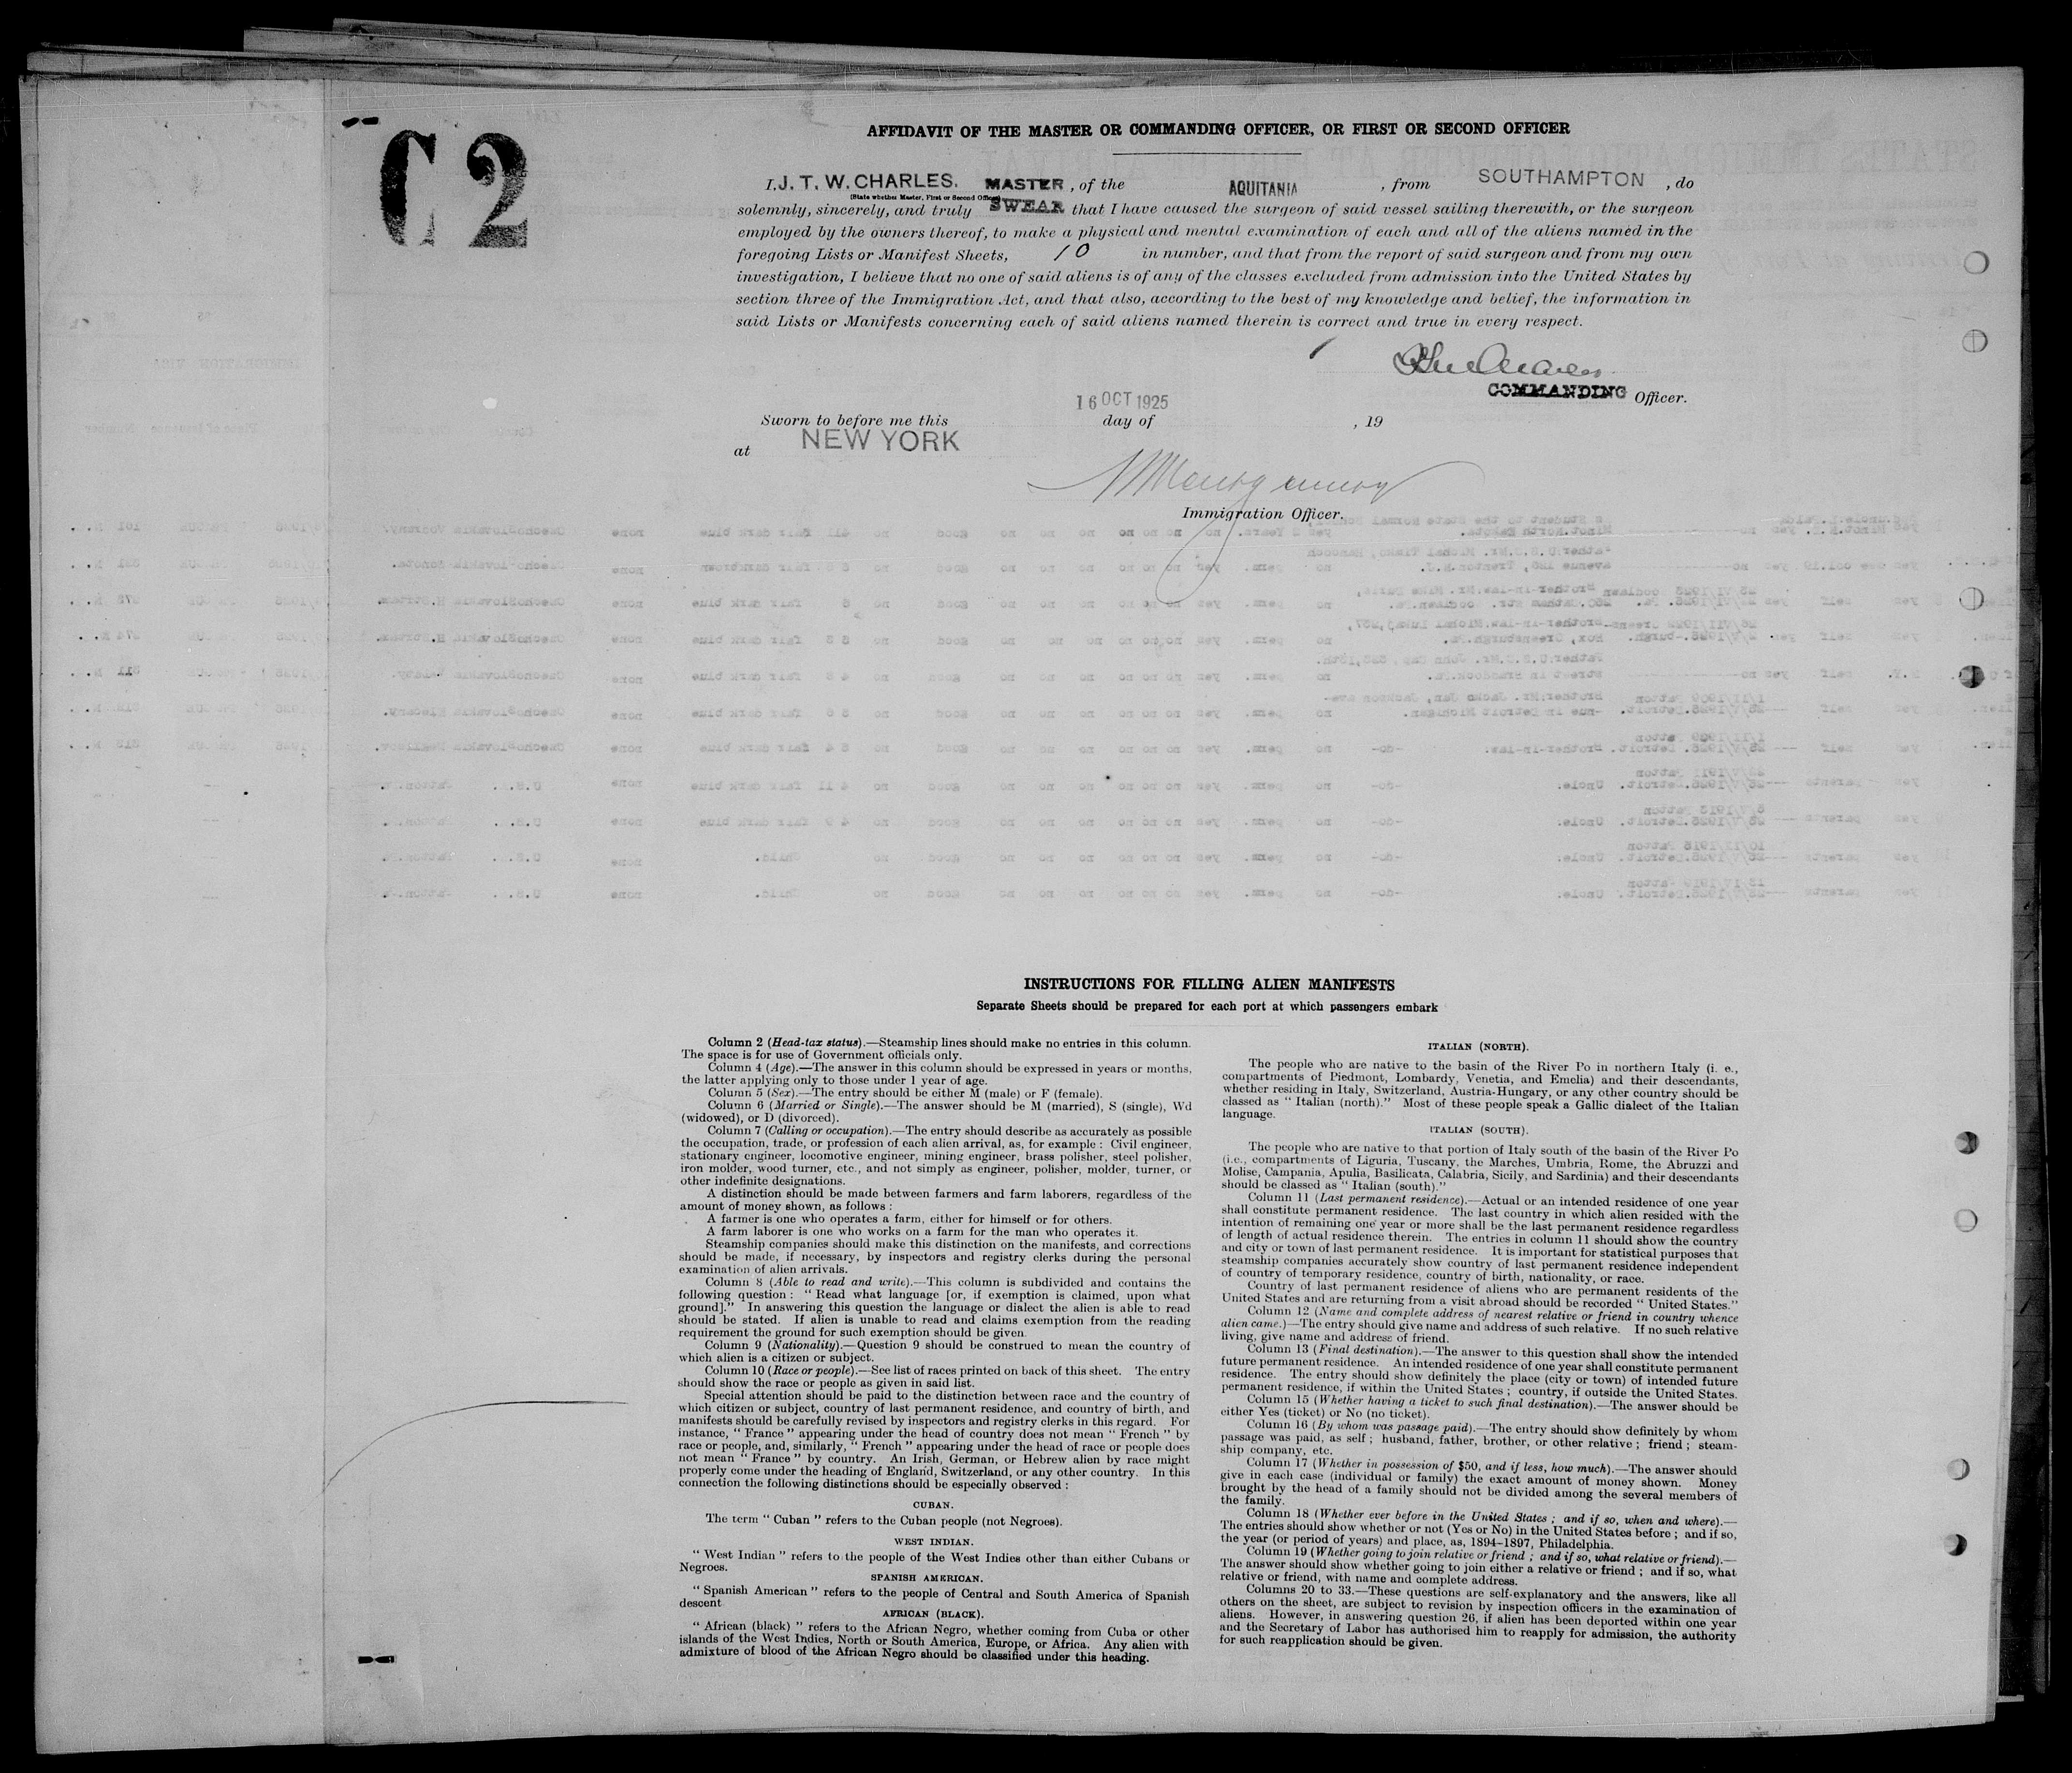 C2
AFFIDAVIT OF THE MASTER OR COMMANDING OFFICER, OR FIRST OR SECOND OFFICER
I, J. T. W. CHARLES. MASTER, of the AQUITANIA, from SOUTHAMPTON, do
(State whether Master, First or Second Officer)
solemnly, sincerely, and truly SWEAR that I have caused the surgeon of said vessel sailing therewith, or the surgeon
employed by the owners thereof, to make a physical and mental examination of each and all of the aliens named in the
foregoing Lists or Manifest Sheets, 10 in number, and that from the report of said surgeon and from my own
investigation, I believe that no one of said aliens is of any of the classes excluded from admission into the United States by
section three of the Immigration Act, and that also, according to the best of my knowledge and belief, the information in
said Lists or Manifests concerning each of said aliens named therein is correct and true in every respect.
COMMANDING Officer.
16 OCT 1925
Sworn to before me this day of , 19
at NEW YORK
Montgomery
Immigration Officer.
INSTRUCTIONS FOR FILLING ALIEN MANIFESTS
Separate Sheets should be prepared for each port at which passengers embark
Column 2 (Head-tax status).—Steamship lines should make no entries in this column.
The space is for use of Government officials only.
Column 4 (Age).—The answer in this column should be expressed in years or months,
the latter applying only to those under 1 year of age.
Column 5 (Sex).—The entry should be either M (male) or F (female).
Column 6 (Married or Single).—The answer should be M (married), S (single), Wd
(widowed), or D (divorced).
Column 7 (Calling or occupation).—The entry should describe as accurately as possible
the occupation, trade, or profession of each alien arrival, as, for example : Civil engineer,
stationary engineer, locomotive engineer, mining engineer, brass polisher, steel polisher,
iron molder, wood turner, etc., and not simply as engineer, polisher, molder, turner, or
other indefinite designations.
A distinction should be made between farmers and farm laborers, regardless of the
amount of money shown, as follows :
A farmer is one who operates a farm, either for himself or for others.
A farm laborer is one who works on a farm for the man who operates it.
Steamship companies should make this distinction on the manifests, and corrections
should be made, if necessary, by inspectors and registry clerks during the personal
examination of alien arrivals.
Column 8 (Able to read and write).—This column is subdivided and contains the
following question : " Read what language [or, if exemption is claimed, upon what
ground]." In answering this question the language or dialect the alien is able to read
should be stated. If alien is unable to read and claims exemption from the reading
requirement the ground for such exemption should be given
Column 9 (Nationality).—Question 9 should be construed to mean the country of
which alien is a citizen or subject.
Column 10 (Race or people).—See list of races printed on back of this sheet. The entry
should show the race or people as given in said list.
Special attention should be paid to the distinction between race and the country of
which citizen or subject, country of last permanent residence, and country of birth, and
manifests should be carefully revised by inspectors and registry clerks in this regard. For
instance, " France " appearing under the head of country does not mean " French " by
race or people, and, similarly, " French " appearing under the head of race or people does
not mean " France " by country. An Irish, German, or Hebrew alien by race might
properly come under the heading of England, Switzerland, or any other country. In this
connection the following distinctions should be especially observed :
CUBAN.
The term " Cuban " refers to the Cuban people (not Negroes).
WEST INDIAN.
" West Indian " refers to the people of the West Indies other than either Cubans or
Negroes.
SPANISH AMERICAN.
" Spanish American " refers to the people of Central and South America of Spanish
descent
AFRICAN (BLACK).
" African (black) " refers to the African Negro, whether coming from Cuba or other
islands of the West Indies, North or South America, Europe, or Africa. Any alien with
admixture of blood of the African Negro should be classified under this heading.
ITALIAN (NORTH).
The people who are native to the basin of the River Po in northern Italy (i. e.,
compartments of Piedmont, Lombardy, Venetia, and Emelia) and their descendants,
whether residing in Italy, Switzerland, Austria-Hungary, or any other country should be
classed as " Italian (north)." Most of these people speak a Gallic dialect of the Italian
language.
ITALIAN (SOUTH).
The people who are native to that portion of Italy south of the basin of the River Po
(i.e., compartments of Liguria, Tuscany, the Marches, Umbria, Rome, the Abruzzi and
Molise, Campania, Apulia, Basilicata, Calabria, Sicily, and Sardinia) and their descendants
should be classed as " Italian (south)."
Column 11 (Last permanent residence).—Actual or an intended residence of one year
shall constitute permanent residence. The last country in which alien resided with the
intention of remaining one year or more shall be the last permanent residence regardless
of length of actual residence therein. The entries in column 11 should show the country
and city or town of last permanent residence. It is important for statistical purposes that
steamship companies accurately show country of last permanent residence independent
of country of temporary residence, country of birth, nationality, or race.
Country of last permanent residence of aliens who are permanent residents of the
United States and are returning from a visit abroad should be recorded " United States."
Column 12 (Name and complete address of nearest relative or friend in country whence
alien came.)—The entry should give name and address of such relative. If no such relative
living, give name and address of friend.
Column 13 (Final destination).—The answer to this question shall show the intended
future permanent residence. An intended residence of one year shall constitute permanent
residence. The entry should show definitely the place (city or town) of intended future
permanent residence, if within the United States ; country, if outside the United States.
Column 15 (Whether having a ticket to such final destination).—The answer should be
either Yes (ticket) or No (no ticket).
Column 16 (By whom was passage paid).—The entry should show definitely by whom
passage was paid, as self ; husband, father, brother, or other relative ; friend ; steam-
ship company, etc.
Column 17 (Whether in possession of $50, and if less, how much).—The answer should
give in each case (individual or family) the exact amount of money shown. Money
brought by the head of a family should not be divided among the several members of
the family.
Column 18 (Whether ever before in the United States ; and if so, when and where).—
The entries should show whether or not (Yes or No) in the United States before ; and if so,
the year (or period of years) and place, as, 1894-1897, Philadelphia.
Column 19 (Whether going to join relative or friend ; and if so, what relative or friend).—
The answer should show whether going to join either a relative or friend ; and if so, what
relative or friend, with name and complete address.
Columns 20 to 33.—These questions are self-explanatory and the answers, like all
others on the sheet, are subject to revision by inspection officers in the examination of
aliens. However, in answering question 26, if alien has been deported within one year
and the Secretary of Labor has authorised him to reapply for admission, the authority
for such reapplication should be given.